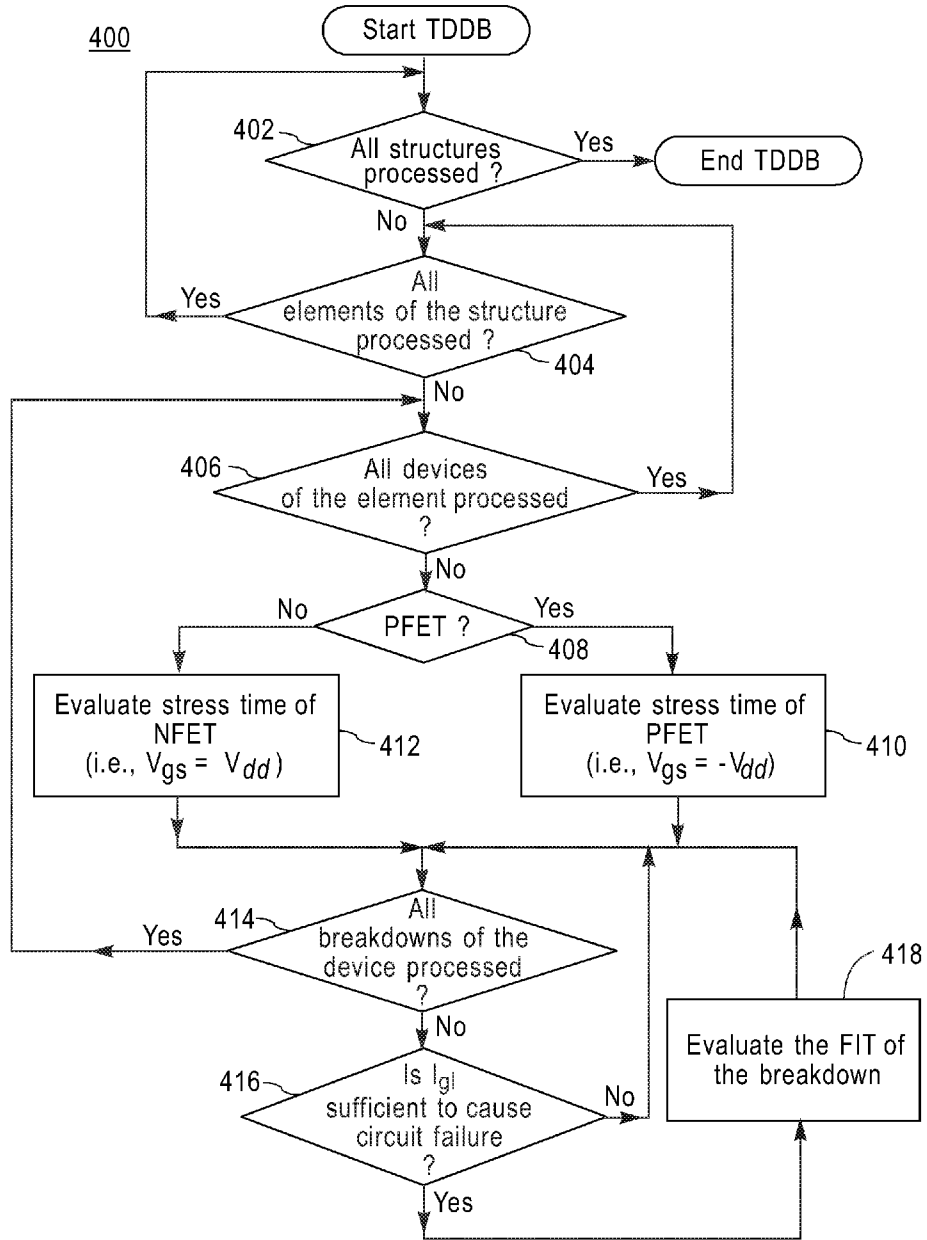 400
Start TDDB
402
All structures
processed ?
Yes
End TDDB
No
All
elements of the structure
processed ?
Yes
404
No
406
All devices
of the element processed
?
Yes
No
No
PFET ?
Yes
408
Evaluate stress time of
NFET
(i.e., Vgs = Vdd )
412
Evaluate stress time of
PFET
(i.e., Vgs = -Vdd)
410
414
All
breakdowns of the
device processed
?
Yes
No
418
Evaluate the FIT of
the breakdown
416
Is Igl
sufficient to cause
circuit failure
?
No
Yes